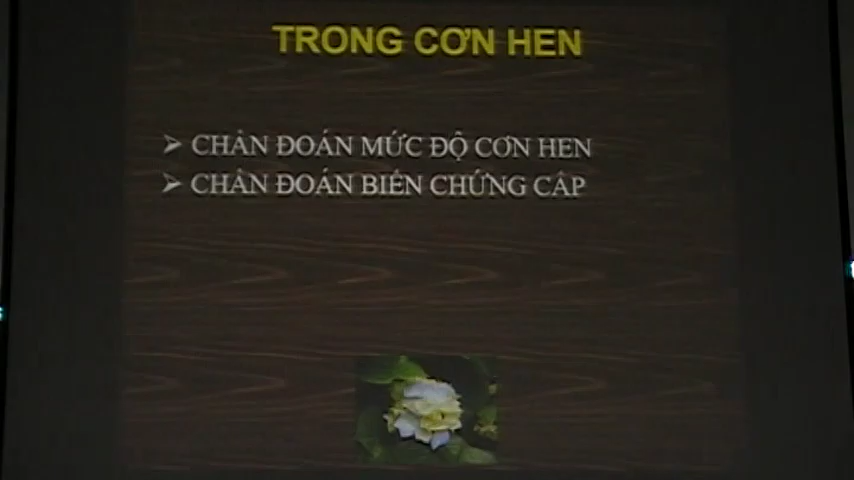 TRONG CƠN HEN
➢ CHẨN ĐOÁN MỨC ĐỘ CƠN HEN
➢ CHẨN ĐOÁN BIẾN CHỨNG CẤP